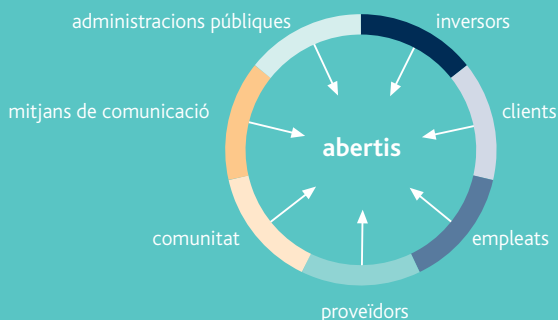 administracions públiques
inversors
mitjans de comunicació
clients
abertis
comunitat
empleats
proveïdors